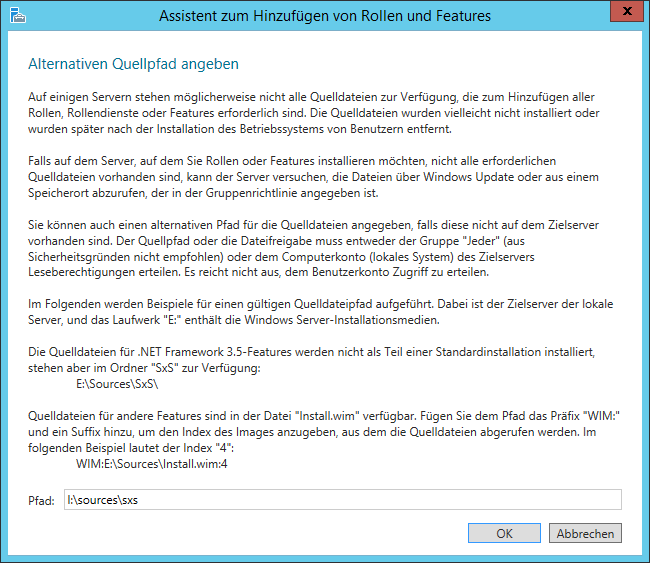 Assistent zum Hinzufügen von Rollen und Features
x
Alternativen Quellpfad angeben
Auf einigen Servern stehen möglicherweise nicht alle Quelldateien zur Verfügung, die zum Hinzufügen aller
Rollen, Rollendienste oder Features erforderlich sind. Die Quelldateien wurden vielleicht nicht installiert oder
wurden später nach der Installation des Betriebssystems von Benutzern entfernt.
Falls auf dem Server, auf dem Sie Rollen oder Features installieren möchten, nicht alle erforderlichen
Quelldateien vorhanden sind, kann der Server versuchen, die Dateien über Windows Update oder aus einem
Speicherort abzurufen, der in der Gruppenrichtlinie angegeben ist.
Sie können auch einen alternativen Pfad für die Quelldateien angegeben, falls diese nicht auf dem Zielserver
vorhanden sind. Der Quellpfad oder die Dateifreigabe muss entweder der Gruppe "Jeder" (aus
Sicherheitsgründen nicht empfohlen) oder dem Computerkonto (lokales System) des Zielservers
Leseberechtigungen erteilen. Es reicht nicht aus, dem Benutzerkonto Zugriff zu erteilen.
Im Folgenden werden Beispiele für einen gültigen Quelldateipfad aufgeführt. Dabei ist der Zielserver der lokale
Server, und das Laufwerk "E:" enthält die Windows Server-Installationsmedien.
Die Quelldateien für .NET Framework 3.5-Features werden nicht als Teil einer Standardinstallation installiert,
stehen aber im Ordner "SxS" zur Verfügung:
E:\Sources\SxS\
Quelldateien für andere Features sind in der Datei "Install.wim" verfügbar. Fügen Sie dem Pfad das Präfix "WIM:"
und ein Suffix hinzu, um den Index des Images anzugeben, aus dem die Quelldateien abgerufen werden. Im
folgenden Beispiel lautet der Index "4":
WIM:E:\Sources\Install.wim:4
Pfad: I:\sources\sxs
OK Abbrechen